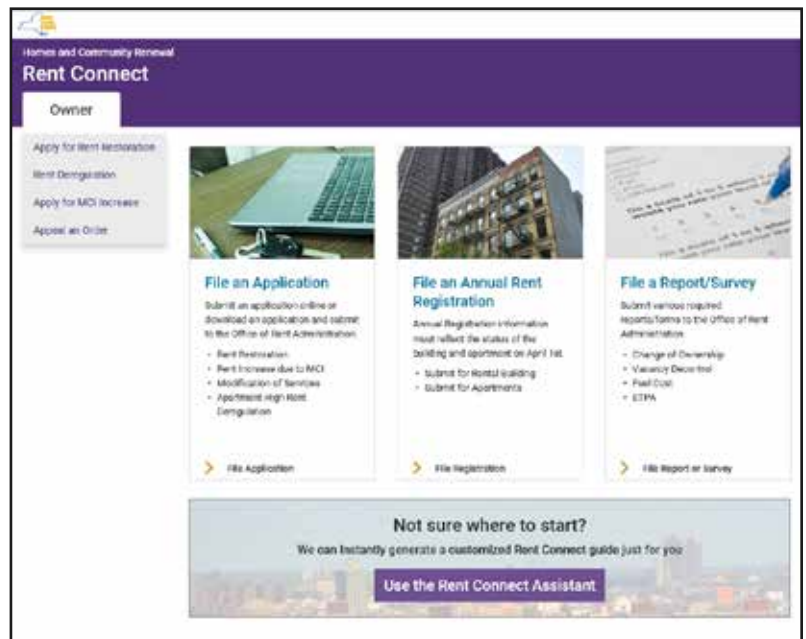 Homes and Community Renewal
Rent Connect
Owner
Apply for Rent Restoration
Rent Deregulation
Apply for MCI Increase
Appeal an Order
File an Application
Submit an application online or
download an application and submit
to the Office of Rent Administration
• Rent Restoration
• Rent Increase due to MCI
• Modification of Services
• Apartment High Rent
Deregulation
File Application
File an Annual Rent
Registration
Annual Registration information
must reflect the status of the
building and apartment on April 1st
• Submit for Rental Building
• Submit for Apartments
File Registration
File a Report/Survey
Submit various required
reports/forms to the Office of Rent
Administration
• Change of Ownership
• Vacancy Decontrol
• Fuel Cost
• ETPA
File Report or Survey
Not sure where to start?
We can Instantly generate a customized Rent Connect guide just for you
Use the Rent Connect Assistant